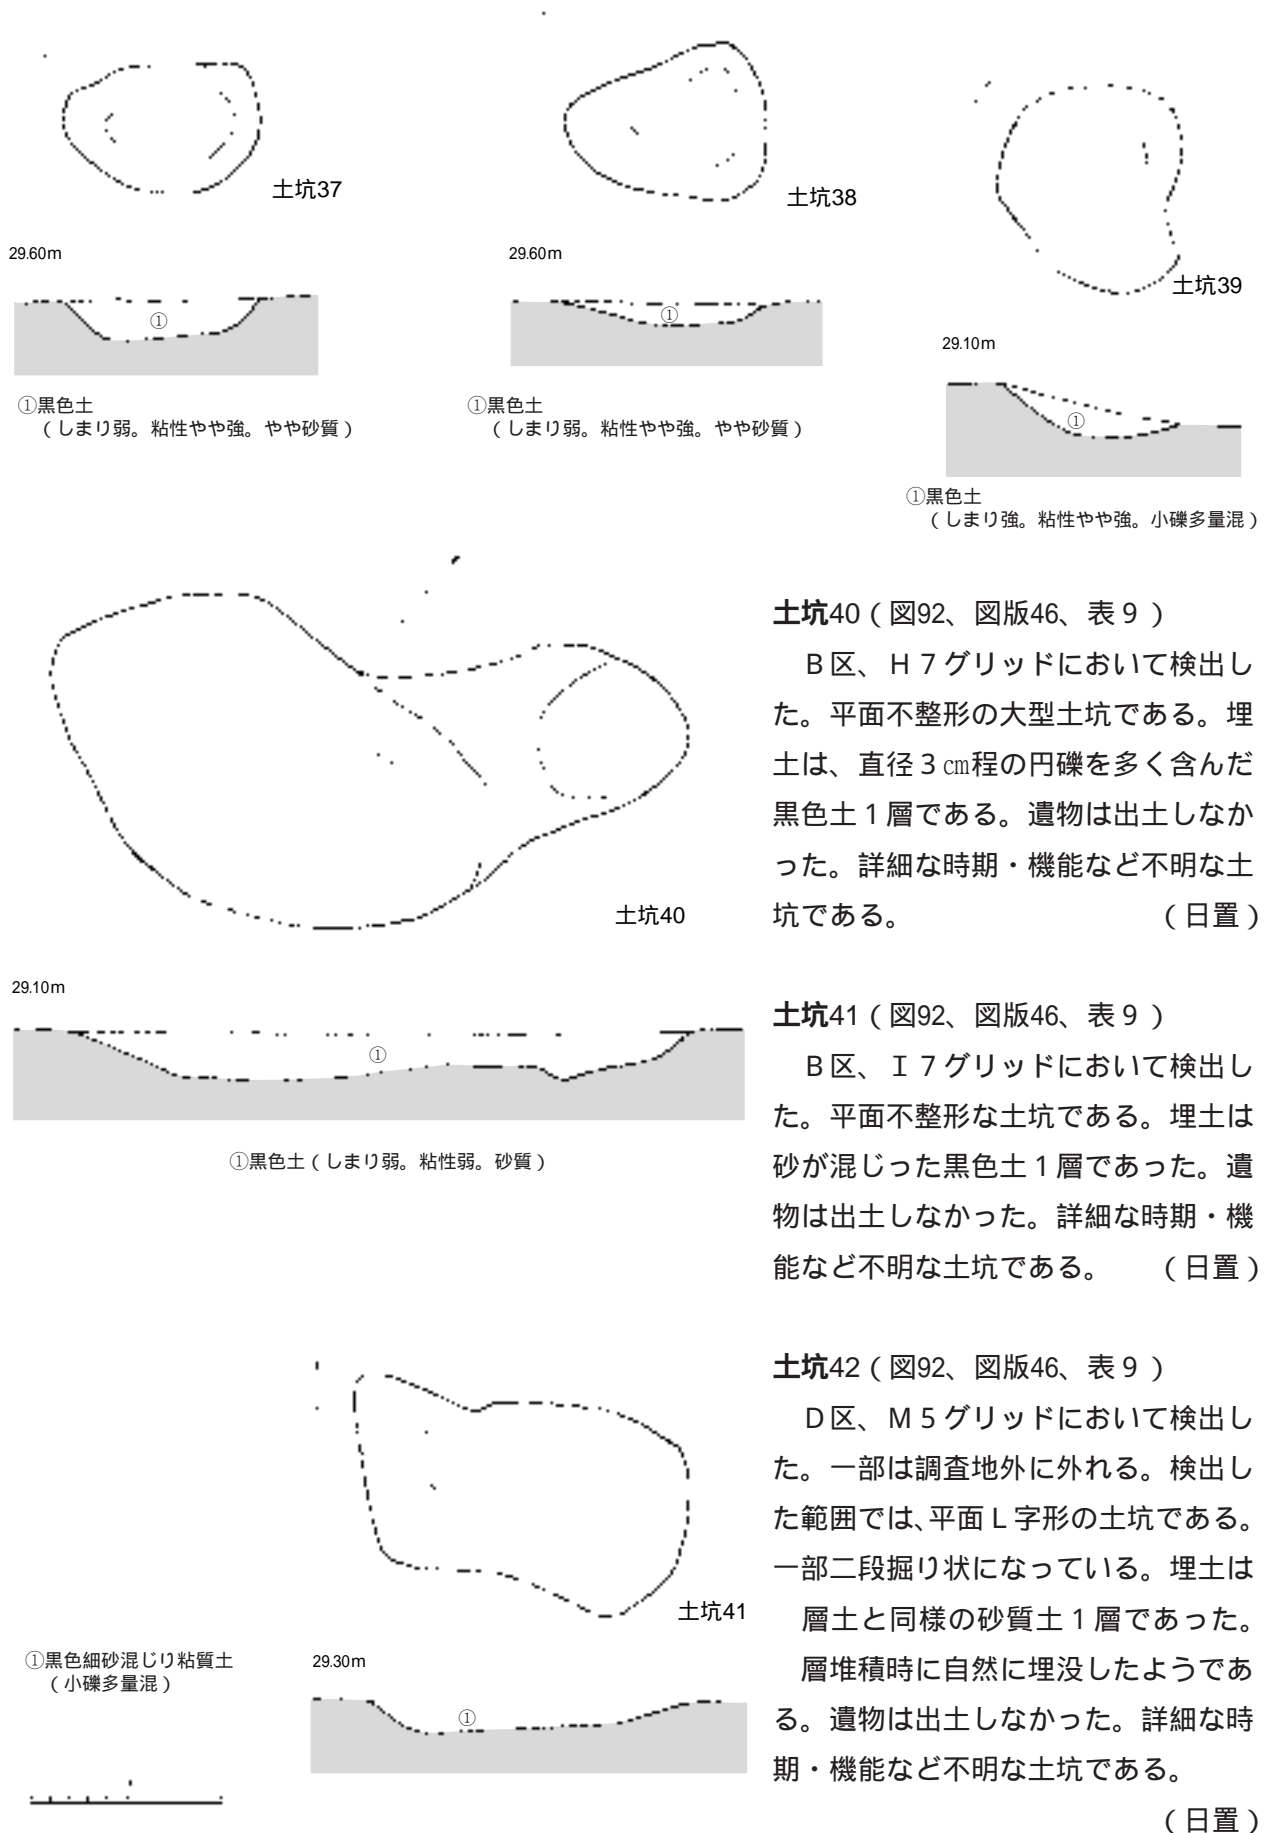 土坑37
土坑38
土坑39
29.60m
①
①黒色土
（しまり弱。粘性やや強。やや砂質）
29.60m
①
①黒色土
（しまり弱。粘性やや強。やや砂質）
29.10m
①
①黒色土
（しまり強。粘性やや強。小礫多量混）
土坑40
29.10m
①
①黒色土（しまり弱。粘性弱。砂質）
土坑41
①黒色細砂混じり粘質土
（小礫多量混）
29.30m
①
土坑40（図92、図版46、表９）
Ｂ区、Ｈ７グリッドにおいて検出し
た。平面不整形の大型土坑である。埋
土は、直径３㎝程の円礫を多く含んだ
黒色土１層である。遺物は出土しなか
った。詳細な時期・機能など不明な土
坑である。　（日置）
土坑41（図92、図版46、表９）
Ｂ区、Ｉ７グリッドにおいて検出し
た。平面不整形な土坑である。埋土は
砂が混じった黒色土１層であった。遺
物は出土しなかった。詳細な時期・機
能など不明な土坑である。　（日置）
土坑42（図92、図版46、表９）
Ｄ区、Ｍ５グリッドにおいて検出し
た。一部は調査地外に外れる。検出し
た範囲では、平面Ｌ字形の土坑である。
一部二段掘り状になっている。埋土は
層土と同様の砂質土１層であった。
層堆積時に自然に埋没したようであ
る。遺物は出土しなかった。詳細な時
期・機能など不明な土坑である。
（日置）